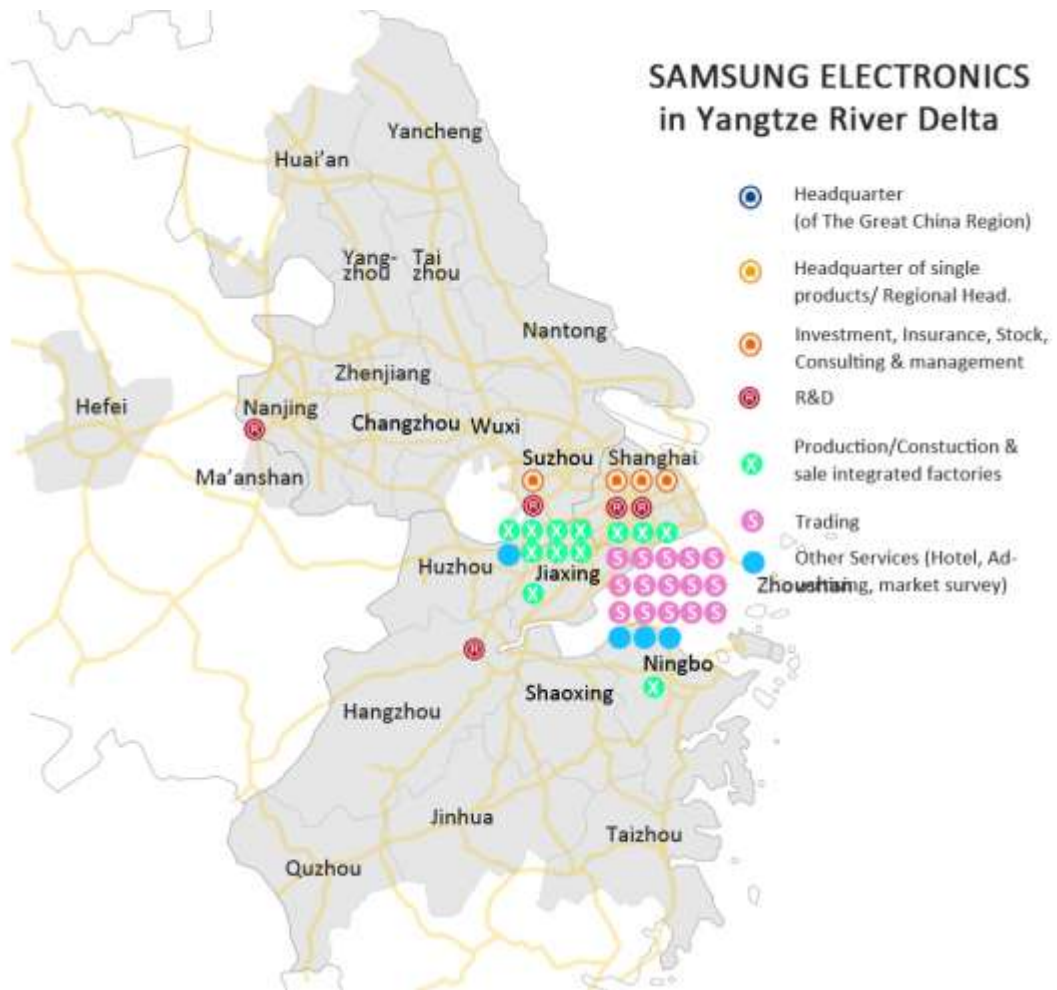 SAMSUNG ELECTRONICS
in Yangtze River Delta
Headquarter
(of The Great China Region)
Headquarter of single
products/ Regional Head.
Investment, Insurance, Stock,
Consulting & management
R&D
Production/Constuction &
sale integrated factories
Trading
Other Services (Hotel, Ad-
market survey)
Yancheng
Huai'an
Yang-
zhou
Tai
zhou
Nantong
Zhenjiang
Hefei
Nanjing
Changzhou
Wuxi
Suzhou
Shanghai
Ma'anshan
Huzhou
Jiaxing
Zhoushan
Ningbo
Shaoxing
Hangzhou
Jinhua
Taizhou
Quzhou
R
R
X
S
R
R R
X X X X
X X X
X X X
S S S S S
S S S S S
S S S S S
X
R
X